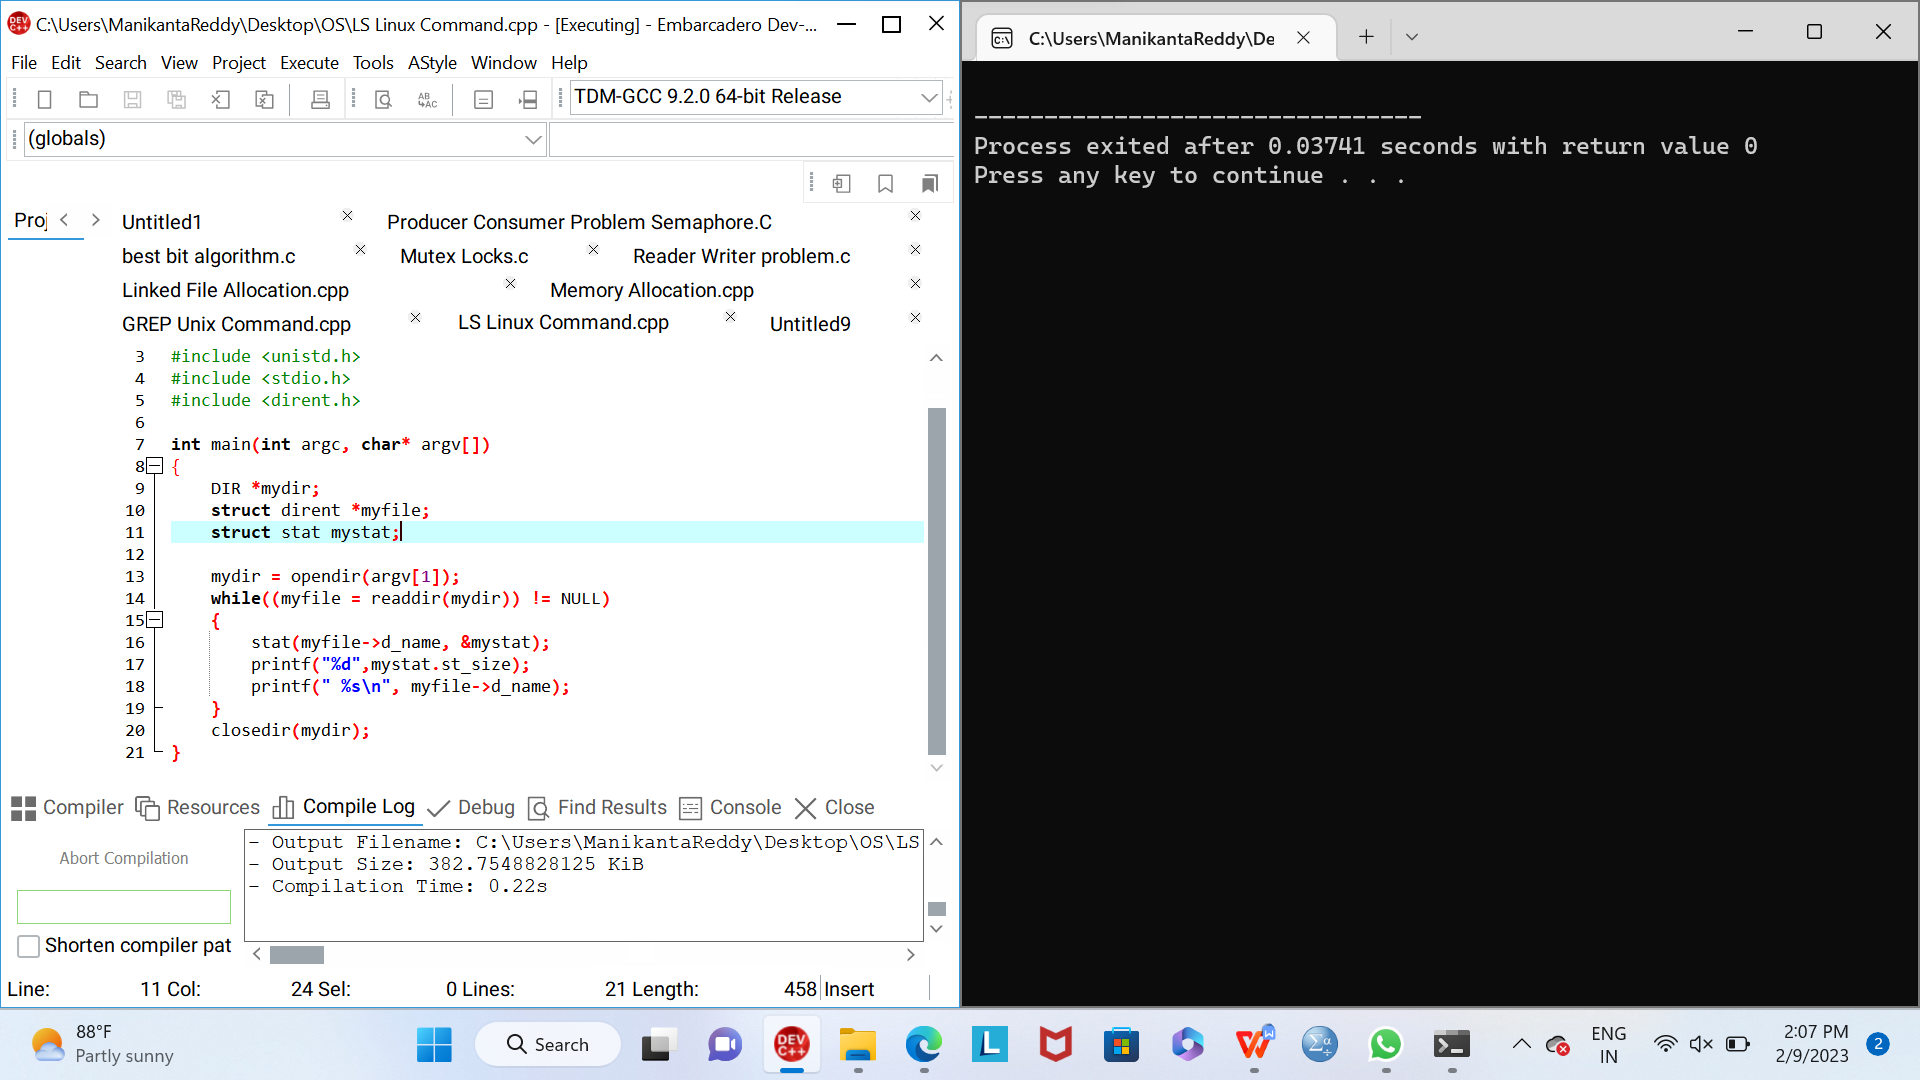 C:\Users\ManikantaReddy\Desktop\OS\LS Linux Command.cpp - [Executing] - Embarcadero Dev-...
File Edit Search View Project Execute Tools AStyle Window Help
TDM-GCC 9.2.0 64-bit Release
(globals)
Proj
Untitled1 Producer Consumer Problem Semaphore.C
best bit algorithm.c Mutex Locks.c Reader Writer problem.c
Linked File Allocation.cpp Memory Allocation.cpp
GREP Unix Command.cpp LS Linux Command.cpp Untitled9
3 #include <unistd.h>
4 #include <stdio.h>
5 #include <dirent.h>
6
7 int main(int argc, char* argv[])
8 {
9 DIR *mydir;
10 struct dirent *myfile;
11 struct stat mystat;
12
13 mydir = opendir(argv[1]);
14 while((myfile = readdir(mydir)) != NULL)
15 {
16 stat(myfile->d_name, &mystat);
17 printf("%d",mystat.st_size);
18 printf(" %s\n", myfile->d_name);
19 }
20 closedir(mydir);
21 }
Compiler Resources Compile Log Debug Find Results Console Close
Abort Compilation
Shorten compiler pat
- Output Filename: C:\Users\ManikantaReddy\Desktop\OS\LS
- Output Size: 382.7548828125 KiB
- Compilation Time: 0.22s
Line: 11 Col: 24 Sel: 0 Lines: 21 Length: 458 Insert
C:\Users\ManikantaReddy\De
--------------------------------
Process exited after 0.03741 seconds with return value 0
Press any key to continue . . .
88°F
Partly sunny
Search
DEV C++
ENG
IN
2:07 PM
2/9/2023
2